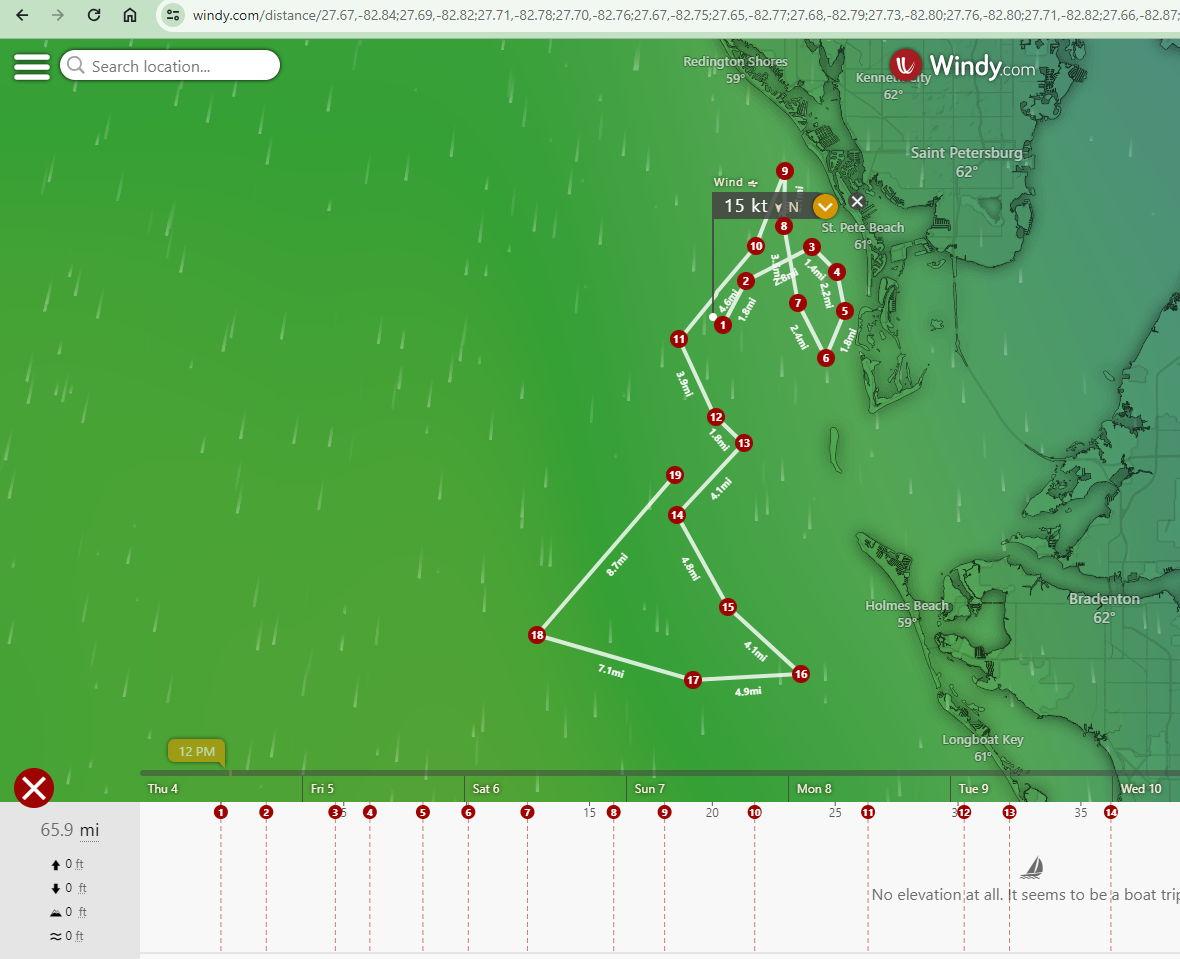 windy.com/distance/27.67,-82.84;27.69,-82.82;27.71,-82.78;27.70,-82.76;27.67,-82.75;27.65,-82.77;27.68,-82.79;27.73,-82.80;27.76,-82.80;27.71,-82.82;27.66,-82.87;
Search location...
Redington Shores
59°
Kenneth City
62°
Windy.com
Saint Petersburg
62°
9
Wind
15 kt N
St. Pete Beach
61°
8
10
3
2
4
1.4mi
2.2mi
4.6mi
1.8mi
7
5
1
11
2.4mi
1.8mi
6
3.9mi
12
1.8mi
13
19
4.1mi
14
8.7mi
4.8mi
Holmes Beach
59°
Bradenton
62°
15
18
4.1mi
7.1mi
17
4.9mi
16
Longboat Key
61°
12 PM
Thu 4 Fri 5 Sat 6 Sun 7 Mon 8 Tue 9 Wed 10
1 2 3 5 4 5 6 7 15 8 9 20 10 25 11 12 13 35 14
65.9 mi
0 ft
0 ft
0 ft
0 ft
No elevation at all. It seems to be a boat trip